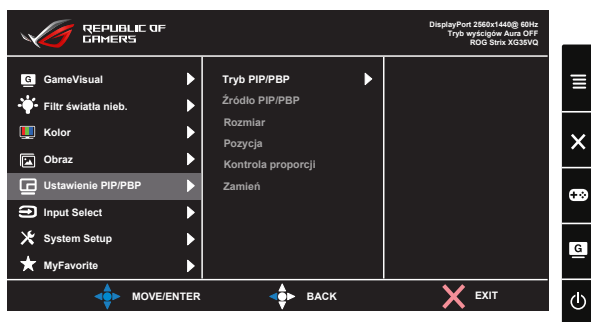 REPUBLIC OF
GAMERS
DisplayPort 2560x1440@ 60Hz
Tryb wyścigów Aura OFF
ROG Strix XG35VQ
G GameVisual
Filtr światła nieb.
Kolor
Obraz
Ustawienie PIP/PBP
Input Select
System Setup
MyFavorite
Tryb PIP/PBP
Źródło PIP/PBP
Rozmiar
Pozycja
Kontrola proporcji
Zamień
MOVE/ENTER
BACK
EXIT
G